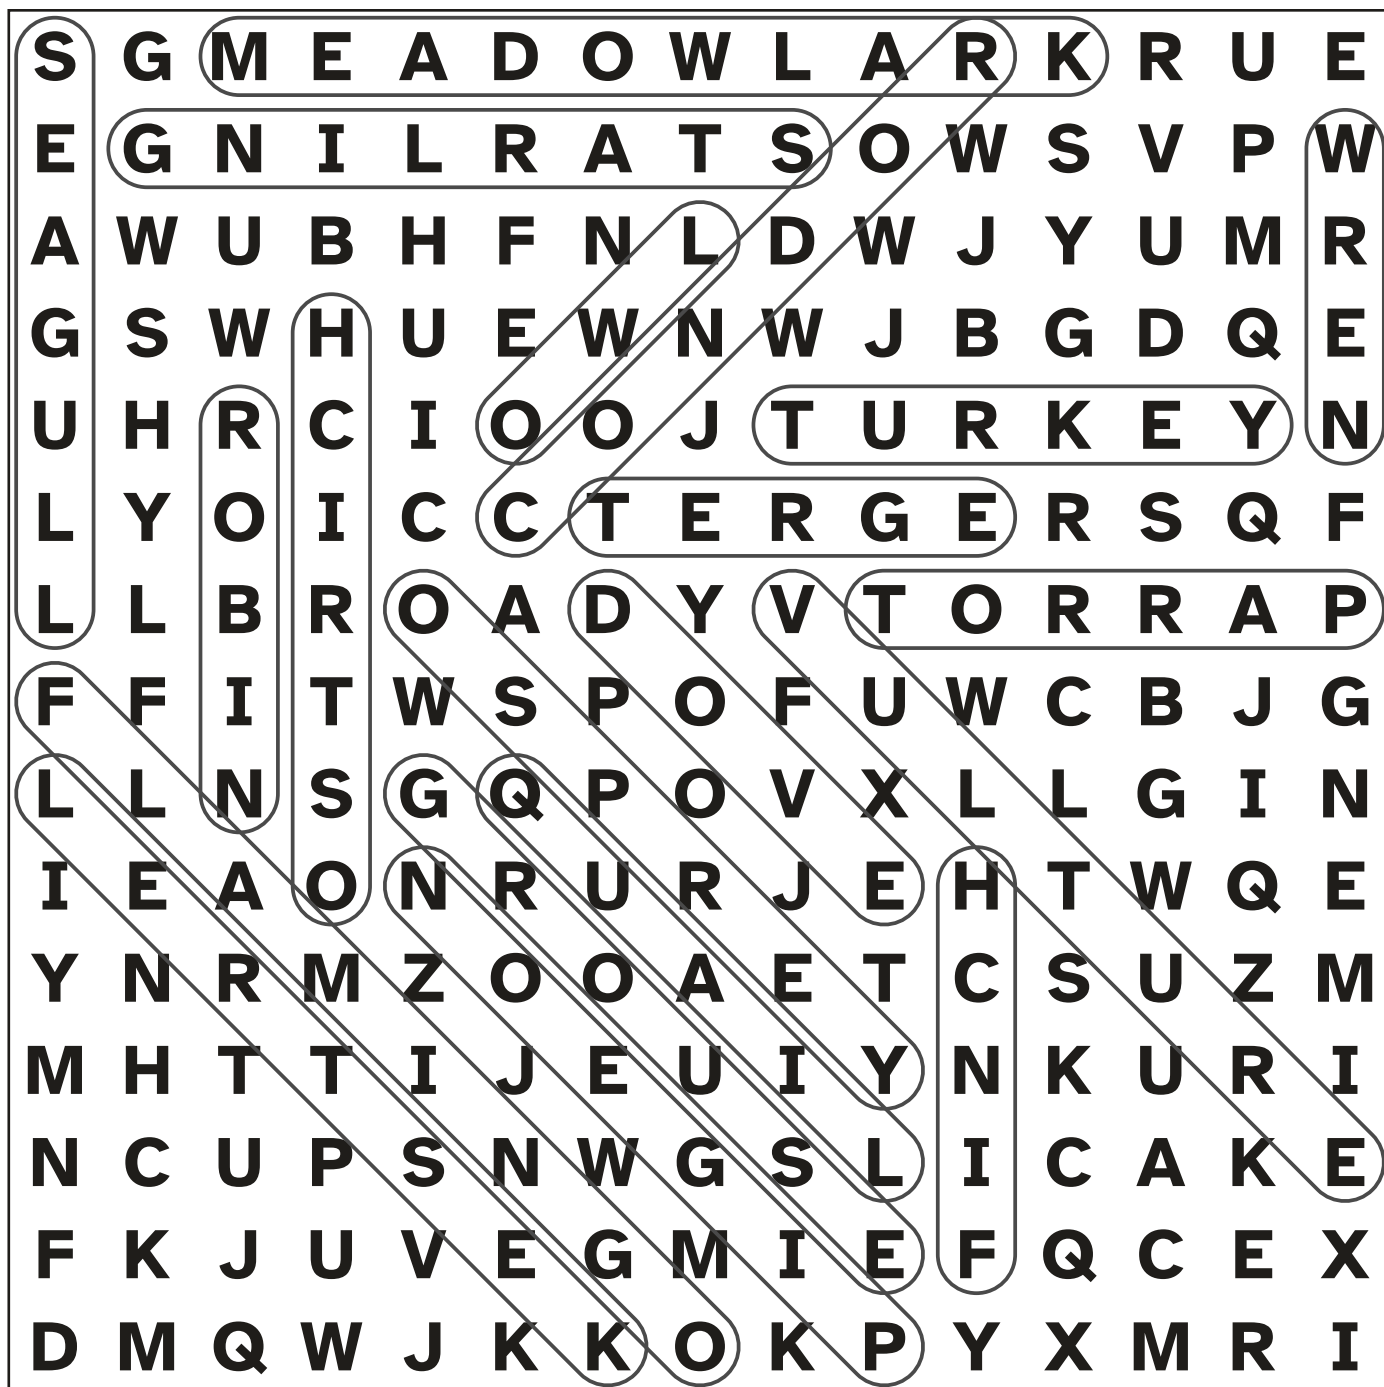 S G M E A D O W L A R K R U E
E G N I L R A T S O W S V P W
A W U B H F N L D W J Y U M R
G S W H U E W N W J B G D Q E
U H R C I O O J T U R K E Y N
L Y O I C C T E R G E R S Q F
L L B R O A D Y V T O R R A P
F F I T W S P O F U W C B J G
L L N S G Q P O V X L L G I N
I E A O N R U R J E H T W Q E
Y N R M Z O O A E T C S U Z M
M H T T I J E U I Y N K U R I
N C U P S N W G S L I C A K E
F K J U V E G M I E F Q C E X
D M Q W J K K O K P Y X M R I